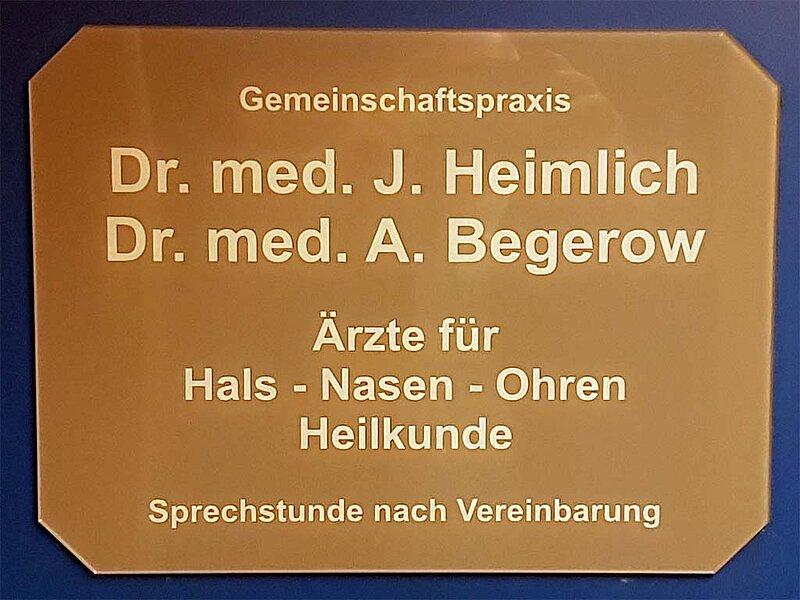 Gemeinschaftspraxis
Dr. med. J. Heimlich
Dr. med. A. Begerow
Ärzte für
Hals - Nasen - Ohren
Heilkunde
Sprechstunde nach Vereinbarung